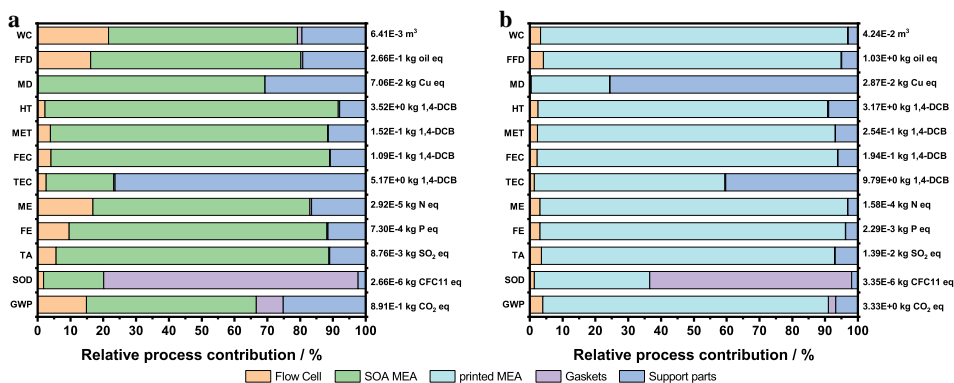 a
WC 6.41E-3 m³
FFD 2.66E-1 kg oil eq
MD 7.06E-2 kg Cu eq
HT 3.52E+0 kg 1,4-DCB
MET 1.52E-1 kg 1,4-DCB
FEC 1.09E-1 kg 1,4-DCB
TEC 5.17E+0 kg 1,4-DCB
ME 2.92E-5 kg N eq
FE 7.30E-4 kg P eq
TA 8.76E-3 kg SO₂ eq
SOD 2.66E-6 kg CFC11 eq
GWP 8.91E-1 kg CO₂ eq
0 10 20 30 40 50 60 70 80 90 100
Relative process contribution / %
b
WC 4.24E-2 m³
FFD 1.03E+0 kg oil eq
MD 2.87E-2 kg Cu eq
HT 3.17E+0 kg 1,4-DCB
MET 2.54E-1 kg 1,4-DCB
FEC 1.94E-1 kg 1,4-DCB
TEC 9.79E+0 kg 1,4-DCB
ME 1.58E-4 kg N eq
FE 2.29E-3 kg P eq
TA 1.39E-2 kg SO₂ eq
SOD 3.35E-6 kg CFC11 eq
GWP 3.33E+0 kg CO₂ eq
0 10 20 30 40 50 60 70 80 90 100
Relative process contribution / %
Flow Cell SOA MEA printed MEA Gaskets Support parts